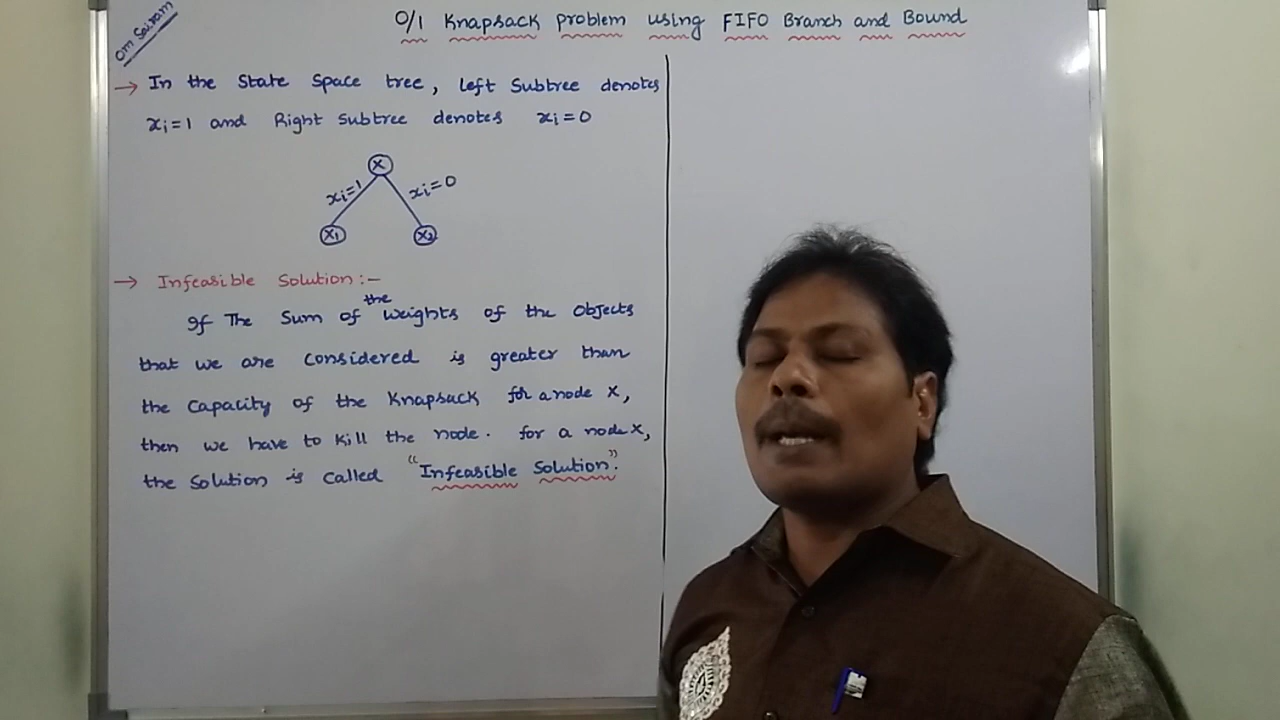 Om Sairam
0/1 Knapsack Problem using FIFO Branch and Bound
→ In the State Space tree, left Subtree denotes
xi=1 and Right Subtree denotes xi=0
X
xi=1 xi=0
X1 X2
→ Infeasible Solution:-
If The Sum of the weights of the objects
that we are considered is greater than
the Capacity of the Knapsack for a node X,
then we have to kill the node. for a node X,
the Solution is called "Infeasible Solution".